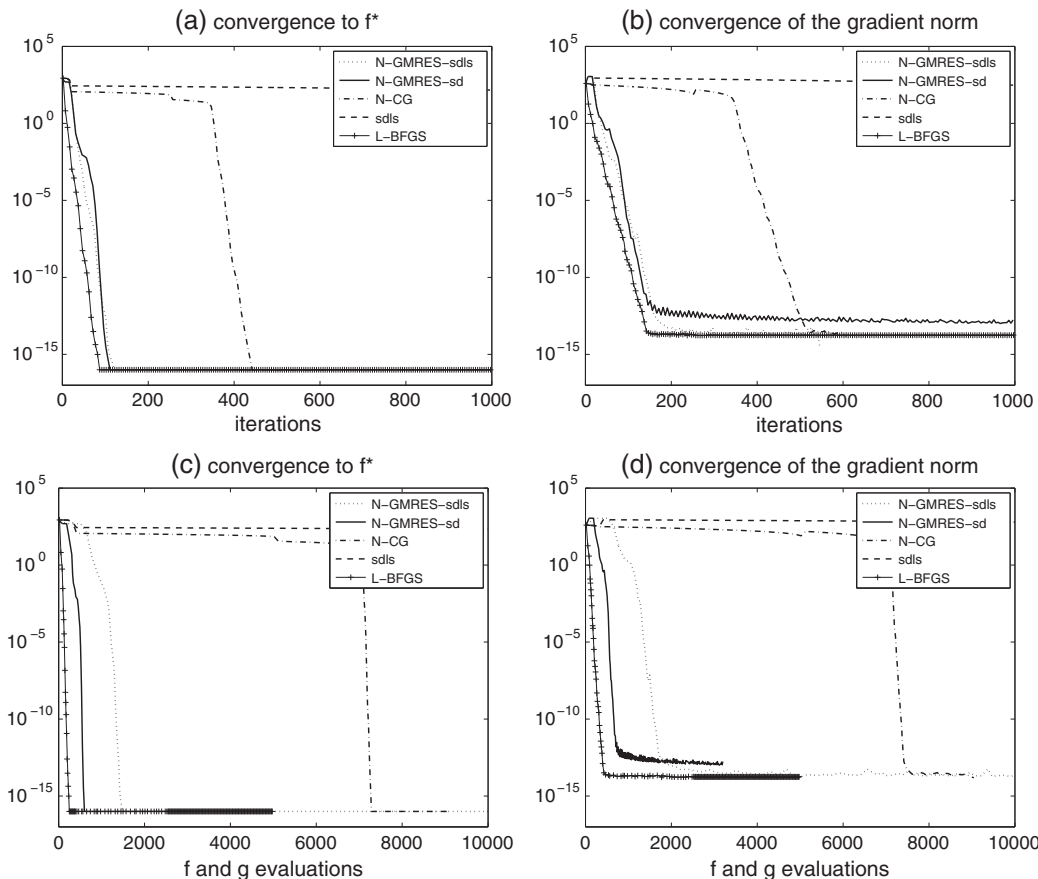 (a) convergence to f*
10^5
10^0
10^-5
10^-10
10^-15
N-GMRES-sdls
N-GMRES-sd
N-CG
sdls
L-BFGS
0 200 400 600 800 1000
iterations
(b) convergence of the gradient norm
10^5
10^0
10^-5
10^-10
10^-15
N-GMRES-sdls
N-GMRES-sd
N-CG
sdls
L-BFGS
0 200 400 600 800 1000
iterations
(c) convergence to f*
10^5
10^0
10^-5
10^-10
10^-15
N-GMRES-sdls
N-GMRES-sd
N-CG
sdls
L-BFGS
0 2000 4000 6000 8000 10000
f and g evaluations
(d) convergence of the gradient norm
10^5
10^0
10^-5
10^-10
10^-15
N-GMRES-sdls
N-GMRES-sd
N-CG
sdls
L-BFGS
0 2000 4000 6000 8000 10000
f and g evaluations